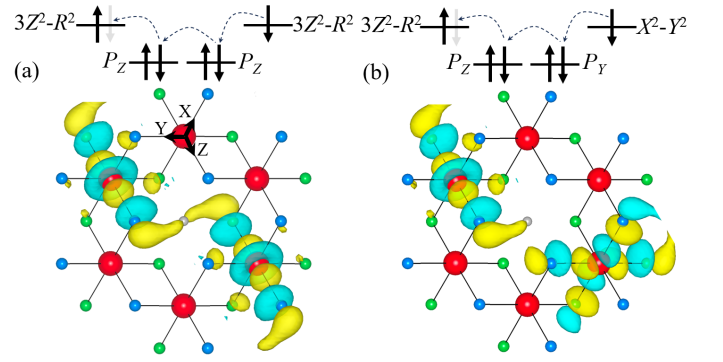 3Z²-R² 3Z²-R²
P_Z P_Z
(a)
X
Y
Z
3Z²-R² X²-Y²
P_Z P_Y
(b)